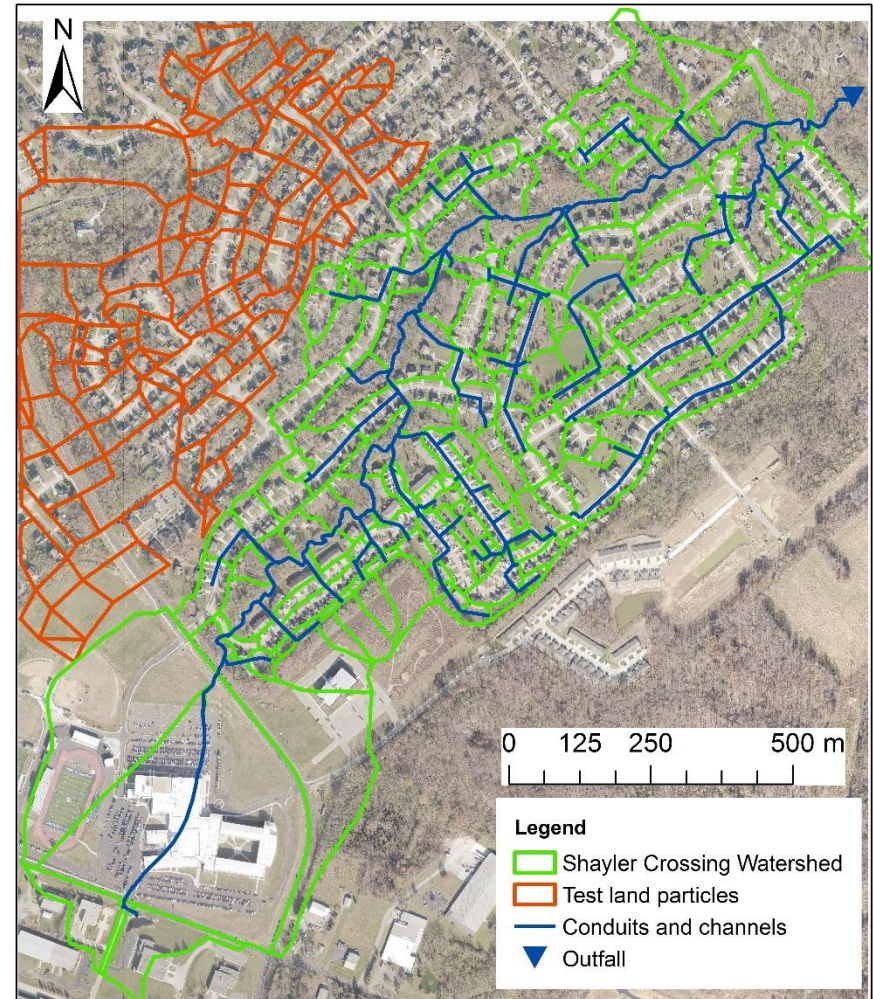 N
0 125 250 500 m
Legend
Shayler Crossing Watershed
Test land particles
Conduits and channels
Outfall